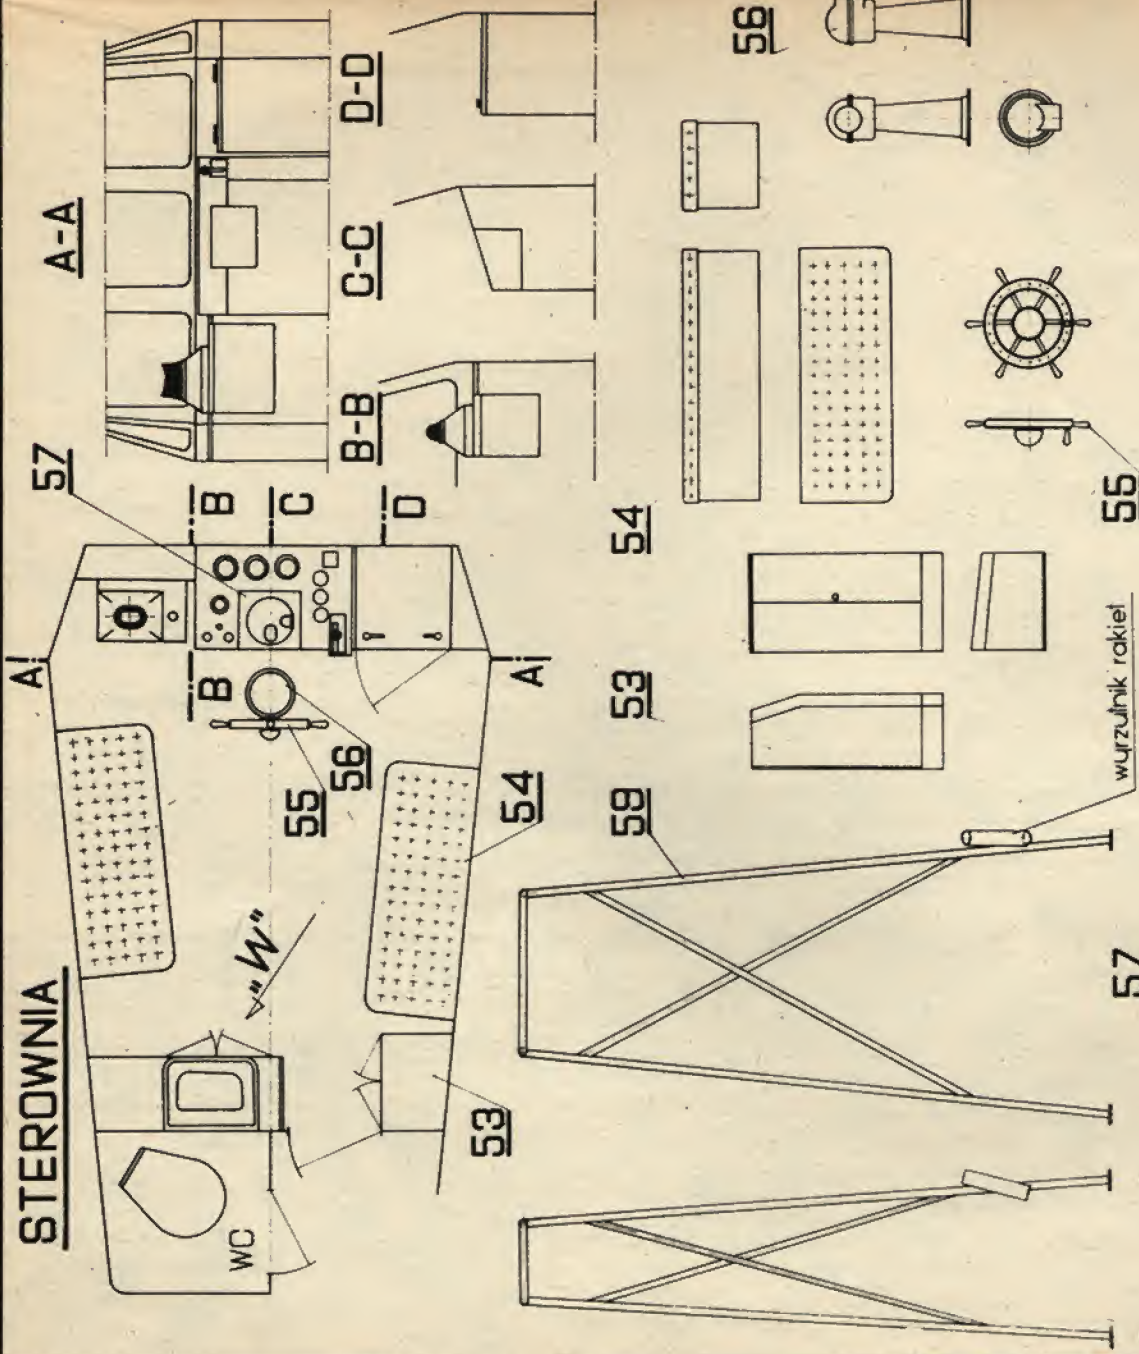 STEROWNIA
A
57
A-A
B
C
D
B
"W"
WC
55
56
53
54
A
B-B
C-C
D-D
59
53
54
56
wyrzutnik rakiet
57
55